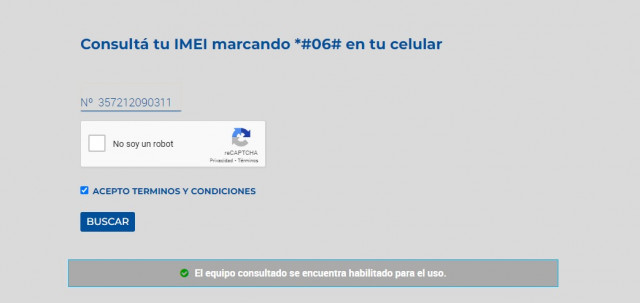 Consultá tu IMEI marcando *#06# en tu celular
Nº 357212090311
No soy un robot
reCAPTCHA
Privacidad - Términos
ACEPTO TERMINOS Y CONDICIONES
BUSCAR
El equipo consultado se encuentra habilitado para el uso.